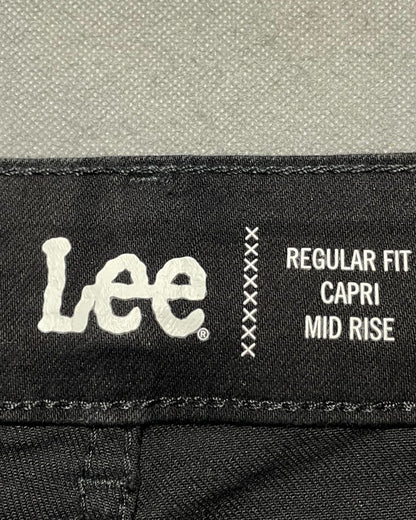 Lee®
REGULAR FIT
CAPRI
MID RISE